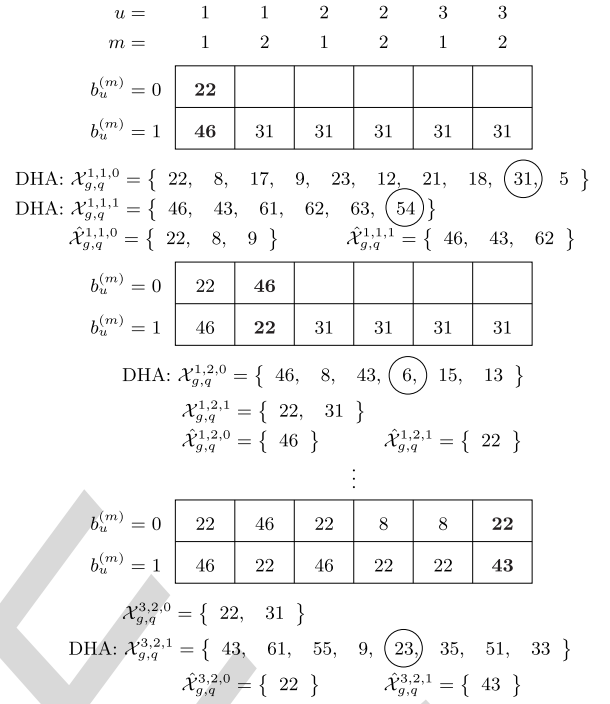 u = 1 1 2 2 3 3
m = 1 2 1 2 1 2
b_u^{(m)} = 0 22
b_u^{(m)} = 1 46 31 31 31 31 31
DHA: 𝒳_{g,q}^{1,1,0} = { 22, 8, 17, 9, 23, 12, 21, 18, 31, 5 }
DHA: 𝒳_{g,q}^{1,1,1} = { 46, 43, 61, 62, 63, 54 }
𝒳̂_{g,q}^{1,1,0} = { 22, 8, 9 } 𝒳̂_{g,q}^{1,1,1} = { 46, 43, 62 }
b_u^{(m)} = 0 22 46
b_u^{(m)} = 1 46 22 31 31 31 31
DHA: 𝒳_{g,q}^{1,2,0} = { 46, 8, 43, 6, 15, 13 }
𝒳_{g,q}^{1,2,1} = { 22, 31 }
𝒳̂_{g,q}^{1,2,0} = { 46 } 𝒳̂_{g,q}^{1,2,1} = { 22 }
⋮
b_u^{(m)} = 0 22 46 22 8 8 22
b_u^{(m)} = 1 46 22 46 22 22 43
𝒳_{g,q}^{3,2,0} = { 22, 31 }
DHA: 𝒳_{g,q}^{3,2,1} = { 43, 61, 55, 9, 23, 35, 51, 33 }
𝒳̂_{g,q}^{3,2,0} = { 22 } 𝒳̂_{g,q}^{3,2,1} = { 43 }